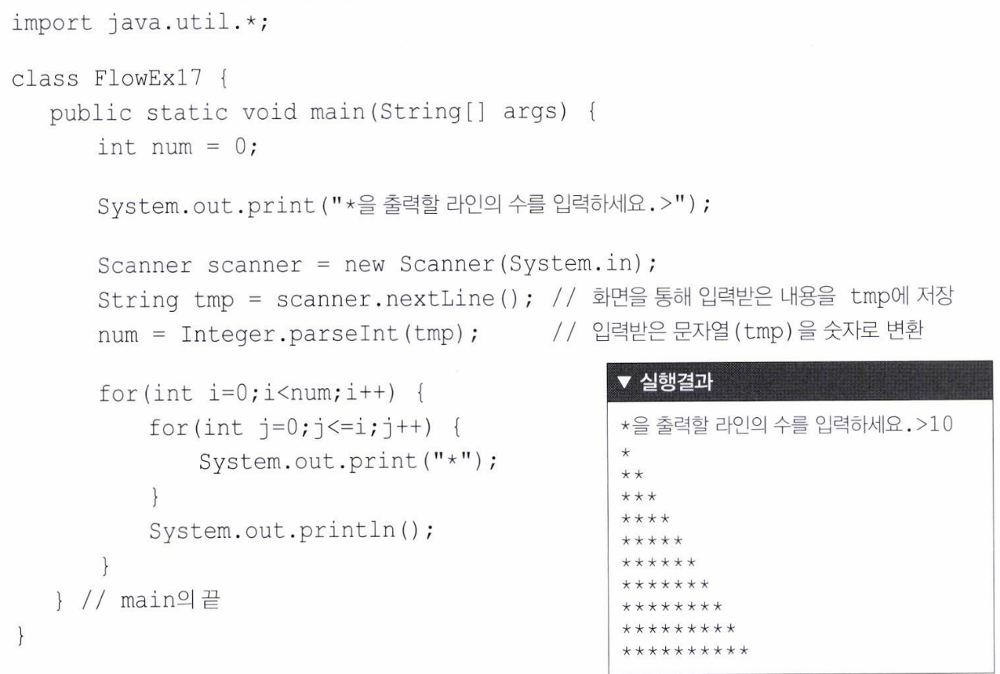 import java.util.*;
class FlowEx17 {
public static void main(String[] args) {
int num = 0;
System.out.print("*을 출력할 라인의 수를 입력하세요.>");
Scanner scanner = new Scanner(System.in);
String tmp = scanner.nextLine(); // 화면을 통해 입력받은 내용을 tmp에 저장
num = Integer.parseInt(tmp); // 입력받은 문자열(tmp)을 숫자로 변환
for(int i=0;i<num;i++) {
for(int j=0;j<=i;j++) {
System.out.print("*");
}
System.out.println();
}
} // main의 끝
}
▼ 실행결과
*을 출력할 라인의 수를 입력하세요.>10
*
**
***
****
*****
******
*******
********
*********
**********